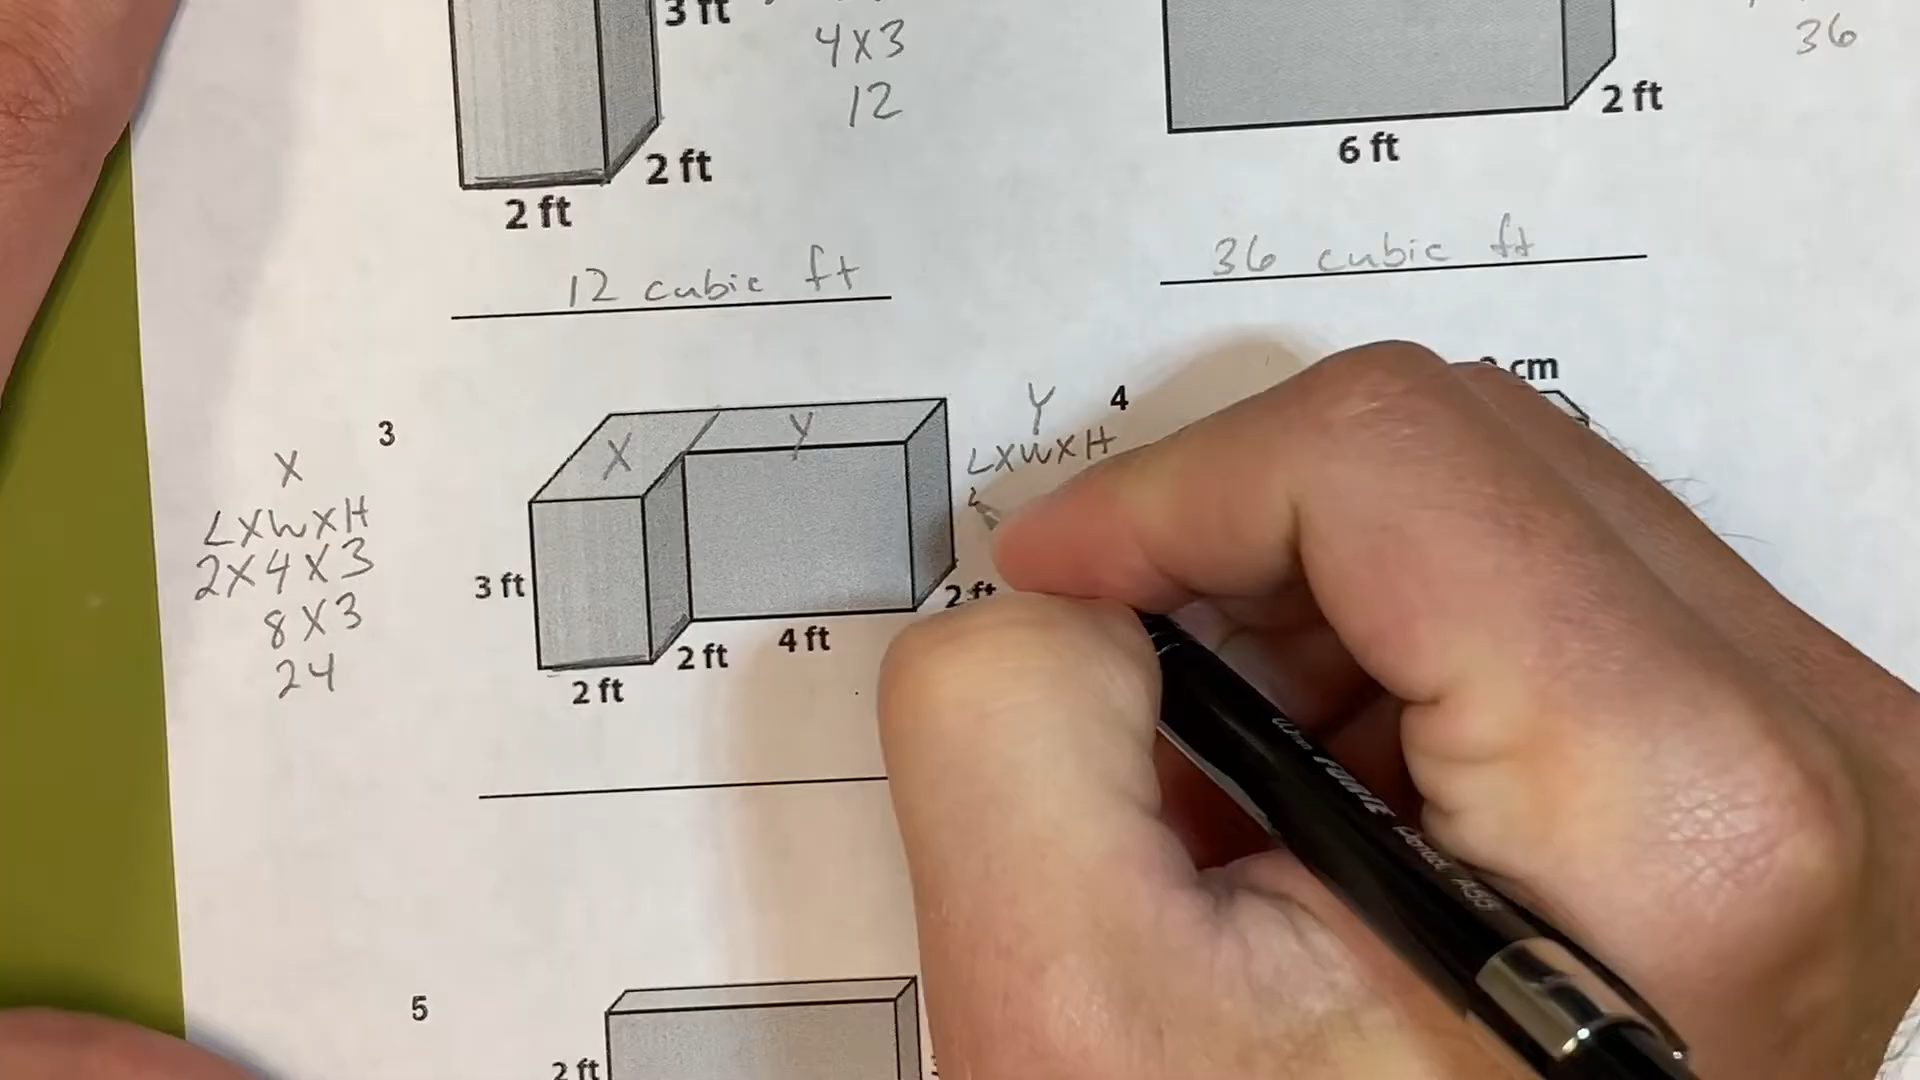 3 ft
4x3
12
2 ft
2 ft
12 cubic ft
36
2 ft
6 ft
36 cubic ft
3
X
LXWXH
2X4X3
8X3
24
X
Y
3 ft
2 ft
2 ft
4 ft
2 ft
Y
LXWXH
4
cm
5
2 ft
Pentel A55